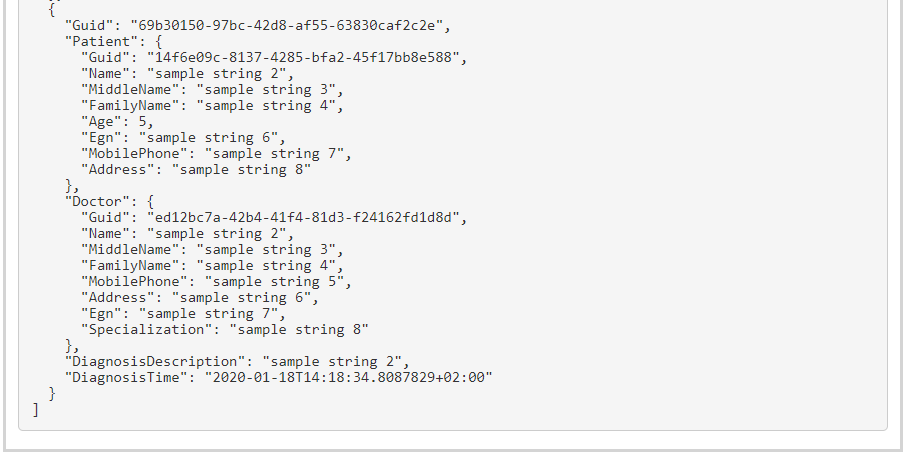 {
"Guid": "69b30150-97bc-42d8-af55-63830caf2c2e",
"Patient": {
"Guid": "14f6e09c-8137-4285-bfa2-45f17bb8e588",
"Name": "sample string 2",
"MiddleName": "sample string 3",
"FamilyName": "sample string 4",
"Age": 5,
"Egn": "sample string 6",
"MobilePhone": "sample string 7",
"Address": "sample string 8"
},
"Doctor": {
"Guid": "ed12bc7a-42b4-41f4-81d3-f24162fd1d8d",
"Name": "sample string 2",
"MiddleName": "sample string 3",
"FamilyName": "sample string 4",
"MobilePhone": "sample string 5",
"Address": "sample string 6",
"Egn": "sample string 7",
"Specialization": "sample string 8"
},
"DiagnosisDescription": "sample string 2",
"DiagnosisTime": "2020-01-18T14:18:34.8087829+02:00"
}
]